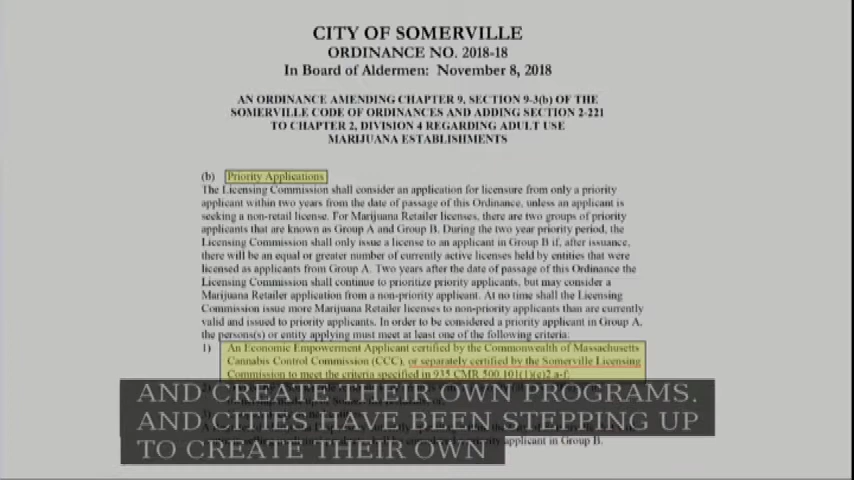 CITY OF SOMERVILLE
ORDINANCE NO. 2018-18
In Board of Aldermen: November 8, 2018
AN ORDINANCE AMENDING CHAPTER 9, SECTION 9-3(b) OF THE
SOMERVILLE CODE OF ORDINANCES AND ADDING SECTION 2-221
TO CHAPTER 2, DIVISION 4 REGARDING ADULT USE
MARIJUANA ESTABLISHMENTS
(b) Priority Applications
The Licensing Commission shall consider an application for licensure from only a priority
applicant within two years from the date of passage of this Ordinance, unless an applicant is
seeking a non-retail license. For Marijuana Retailer licenses, there are two groups of priority
applicants that are known as Group A and Group B. During the two year priority period, the
Licensing Commission shall only issue a license to an applicant in Group B if, after issuance,
there will be an equal or greater number of currently active licenses held by entities that were
licensed as applicants from Group A. Two years after the date of passage of this Ordinance the
Licensing Commission shall continue to prioritize priority applicants, but may consider a
Marijuana Retailer application from a non-priority applicant. At no time shall the Licensing
Commission issue more Marijuana Retailer licenses to non-priority applicants than are currently
valid and issued to priority applicants. In order to be considered a priority applicant in Group A,
the persons(s) or entity applying must meet at least one of the following criteria:
1) An Economic Empowerment Applicant certified by the Commonwealth of Massachusetts
Cannabis Control Commission (CCC), or separately certified by the Somerville Licensing
Commission to meet the criteria specified in 935 CMR 500.101(1)(e)2.a-f;
AND CREATE THEIR OWN PROGRAMS.
AND CITIES HAVE BEEN STEPPING UP
TO CREATE THEIR OWN
applicant in Group B.